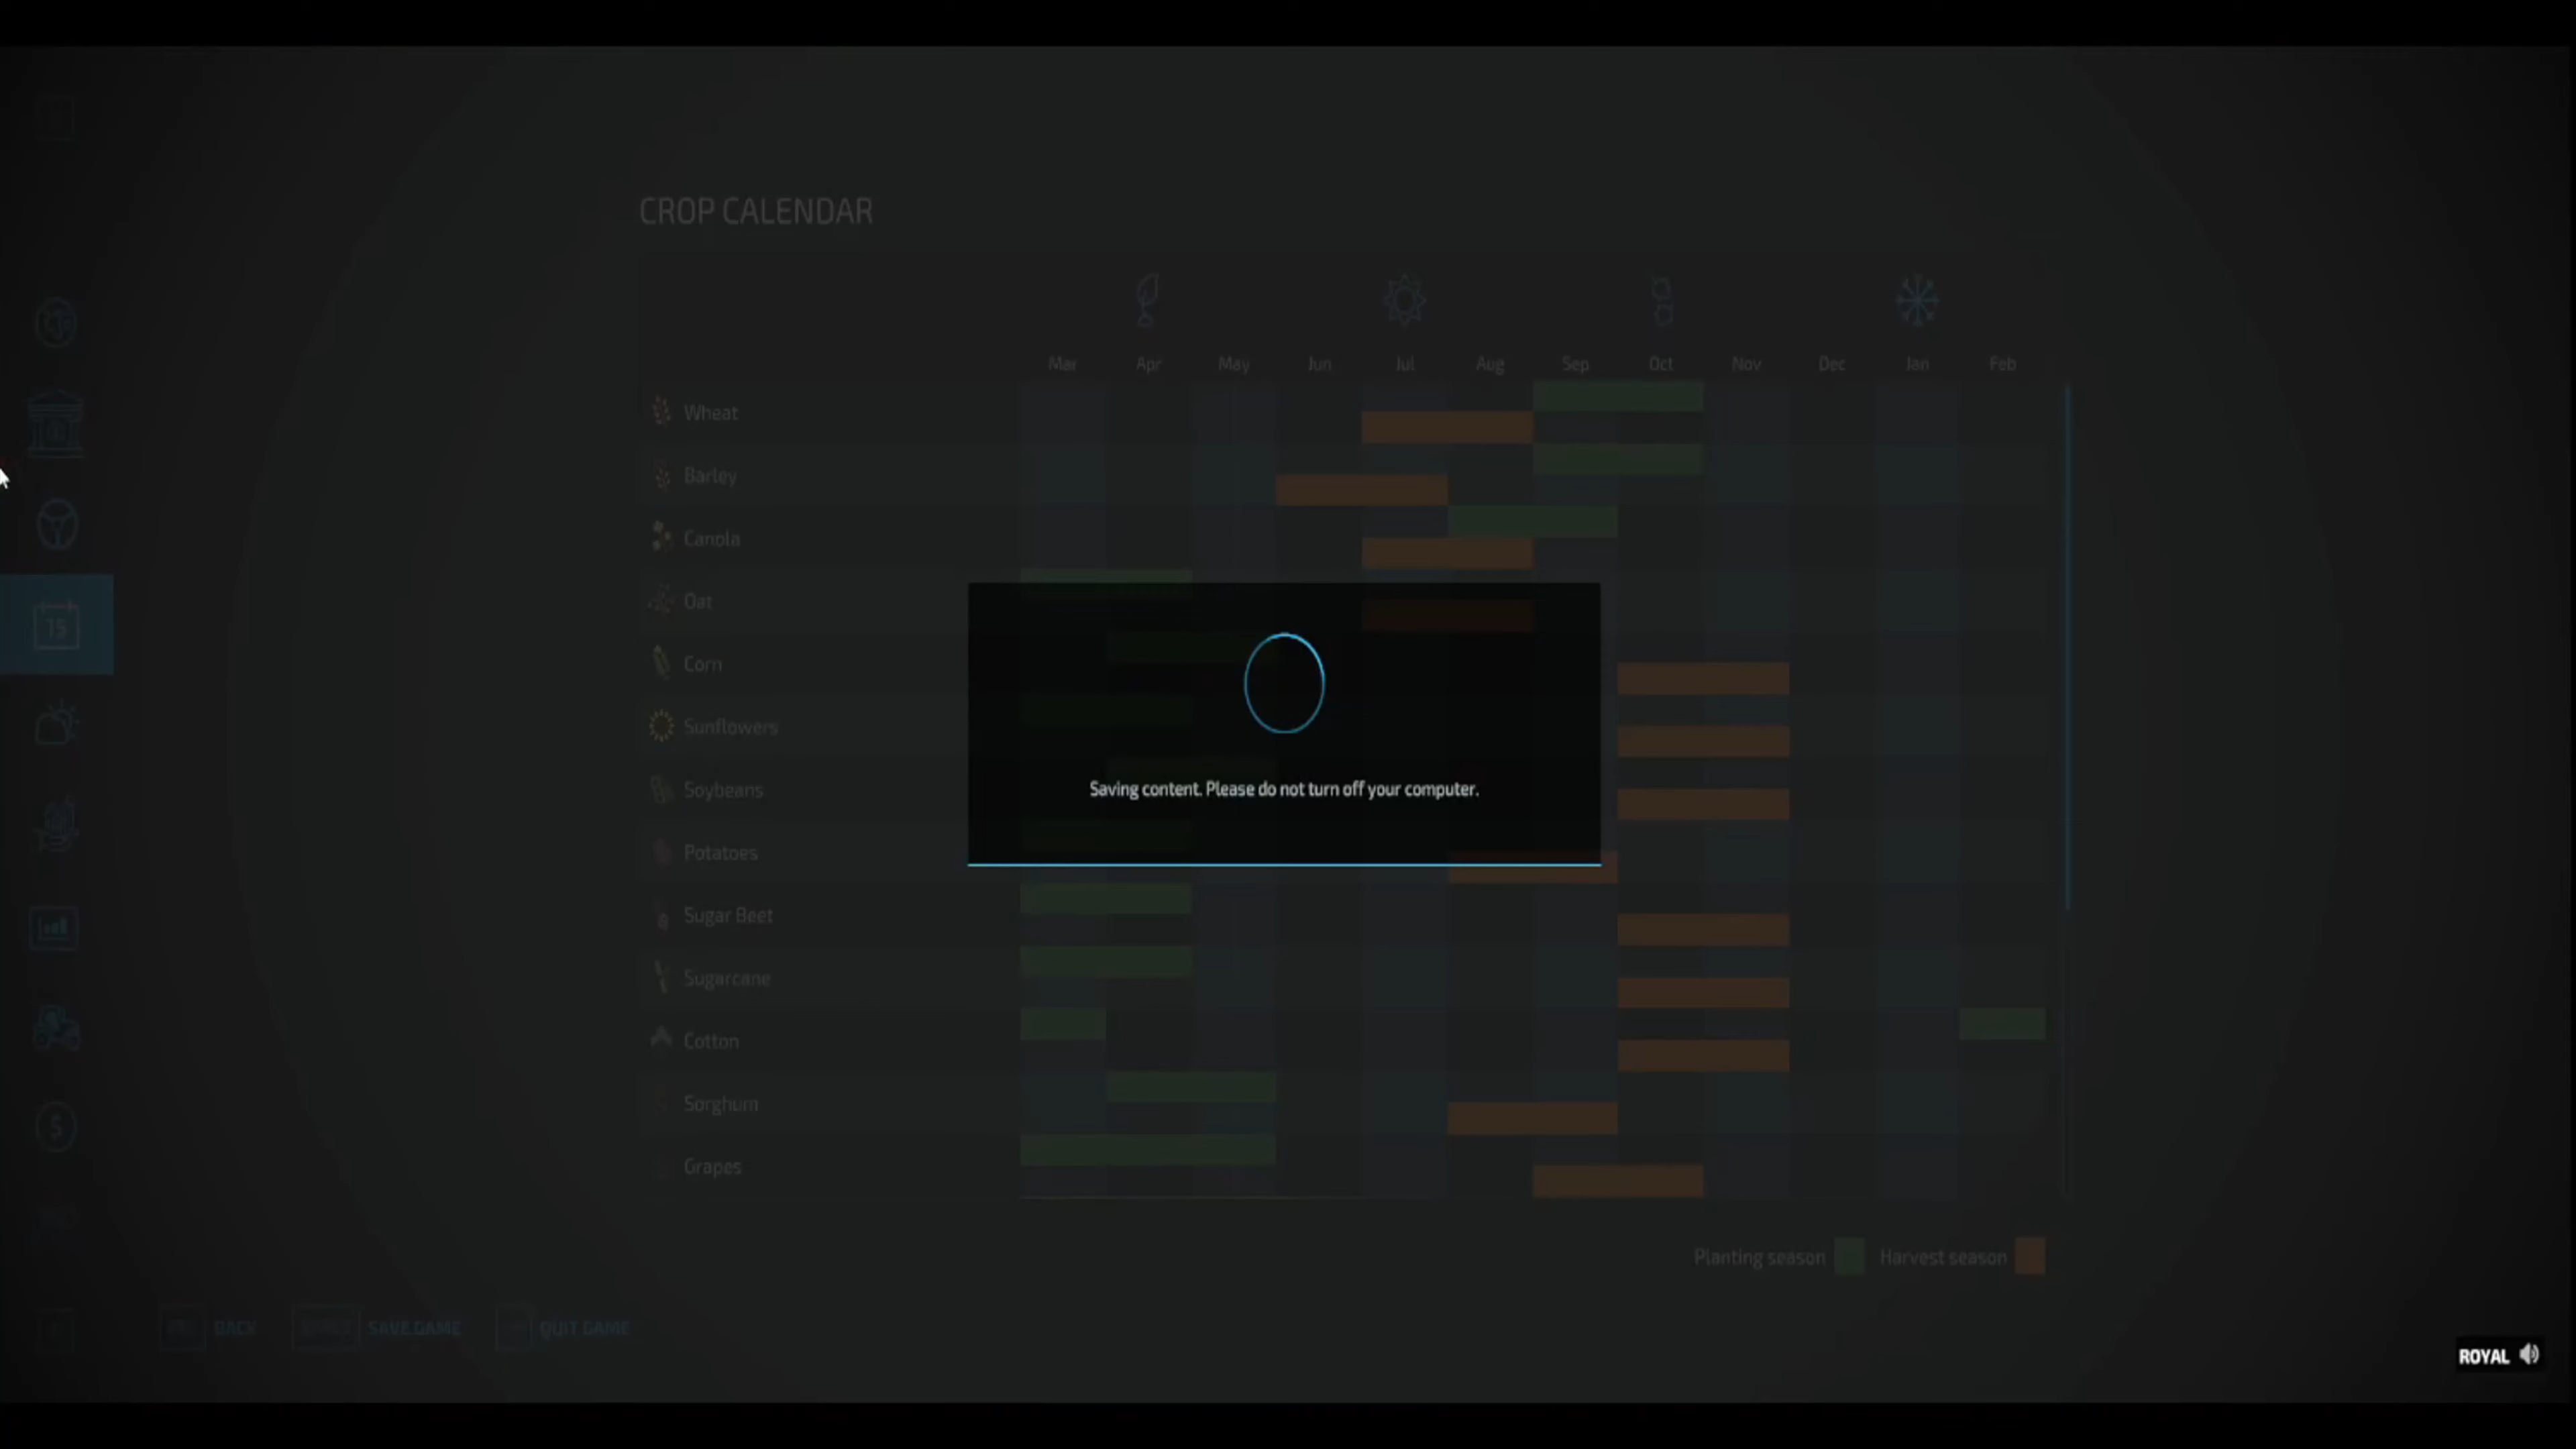 CROP CALENDAR
Mar Apr May Jun Jul Aug Sep Oct Nov Dec Jan Feb
Wheat
Barley
Canola
Oat
Corn
Sunflowers
Soybeans
Potatoes
Sugar Beet
Sugarcane
Cotton
Sorghum
Grapes
15
Saving content. Please do not turn off your computer.
$
Planting season Harvest season
BACK SAVE GAME QUIT GAME
ROYAL